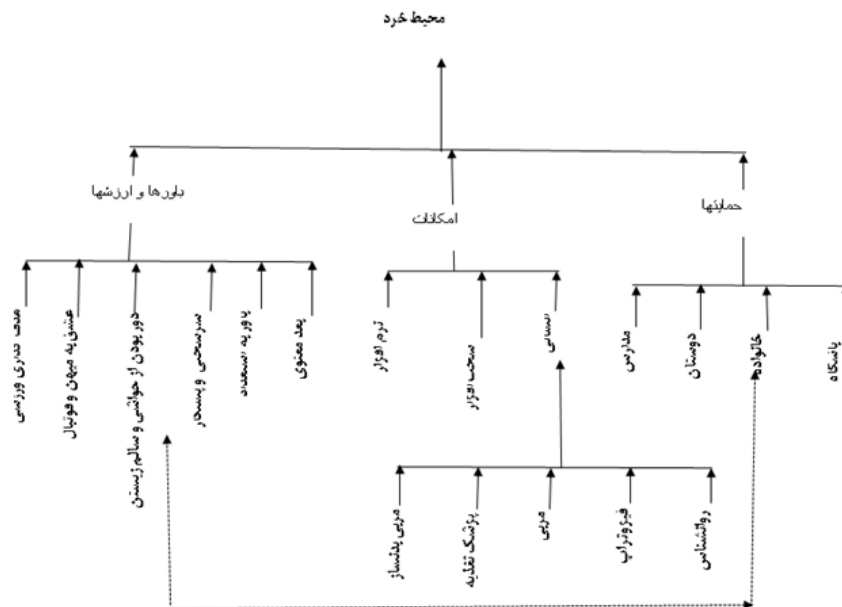 محیط خرد
حمایتها
امکانات
باورها و ارزشها
باشگاه
خانواده
دوستان
مدارس
انسانی
سخت افزار
نرم افزار
بعد معنوی
باور به استعداد
سرسختی و پشتکار
دور بودن از حواشی و سالم زیستن
عشق به میهن و فوتبال
هدف گذاری ورزشی
روانشناس
فیزوتراپ
مربی
پزشک تغذیه
مربی بدنساز